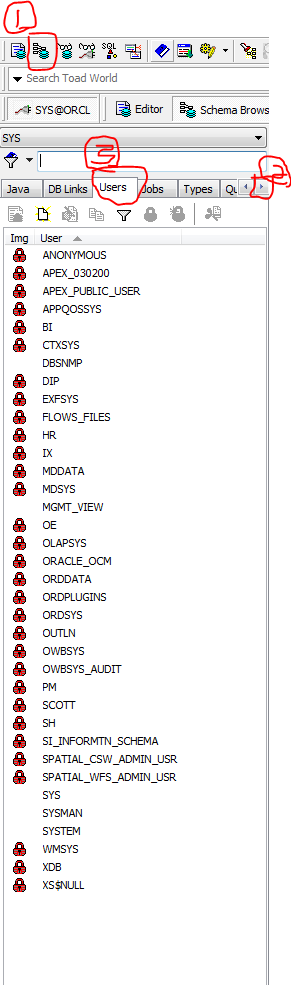 1
SQL
Search Toad World
SYS@ORCL Editor Schema Brows
SYS
3
2
Java DB Links Users Jobs Types Qu
Img User
ANONYMOUS
APEX_030200
APEX_PUBLIC_USER
APPQOSSYS
BI
CTXSYS
DBSNMP
DIP
EXFSYS
FLOWS_FILES
HR
IX
MDDATA
MDSYS
MGMT_VIEW
OE
OLAPSYS
ORACLE_OCM
ORDDATA
ORDPLUGINS
ORDSYS
OUTLN
OWBSYS
OWBSYS_AUDIT
PM
SCOTT
SH
SI_INFORMTN_SCHEMA
SPATIAL_CSW_ADMIN_USR
SPATIAL_WFS_ADMIN_USR
SYS
SYSMAN
SYSTEM
WMSYS
XDB
XS$NULL